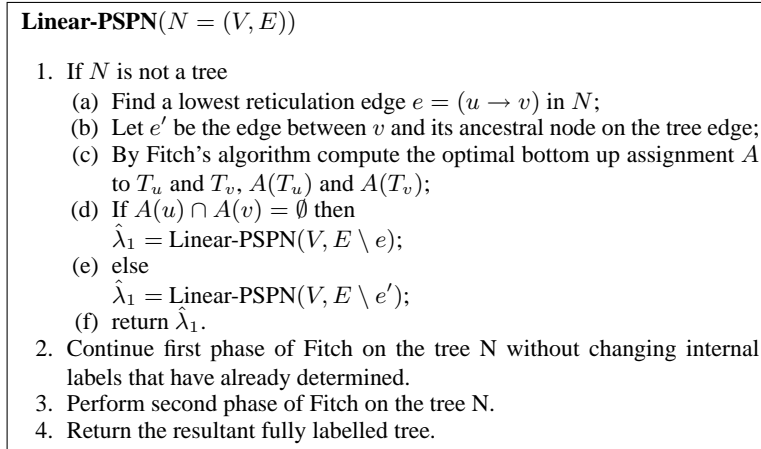 Linear-PSPN(N = (V, E))
1. If N is not a tree
(a) Find a lowest reticulation edge e = (u → v) in N;
(b) Let e′ be the edge between v and its ancestral node on the tree edge;
(c) By Fitch's algorithm compute the optimal bottom up assignment A
to T_u and T_v, A(T_u) and A(T_v);
(d) If A(u) ∩ A(v) = ∅ then
λ̂₁ = Linear-PSPN(V, E \ e);
(e) else
λ̂₁ = Linear-PSPN(V, E \ e′);
(f) return λ̂₁.
2. Continue first phase of Fitch on the tree N without changing internal
labels that have already determined.
3. Perform second phase of Fitch on the tree N.
4. Return the resultant fully labelled tree.